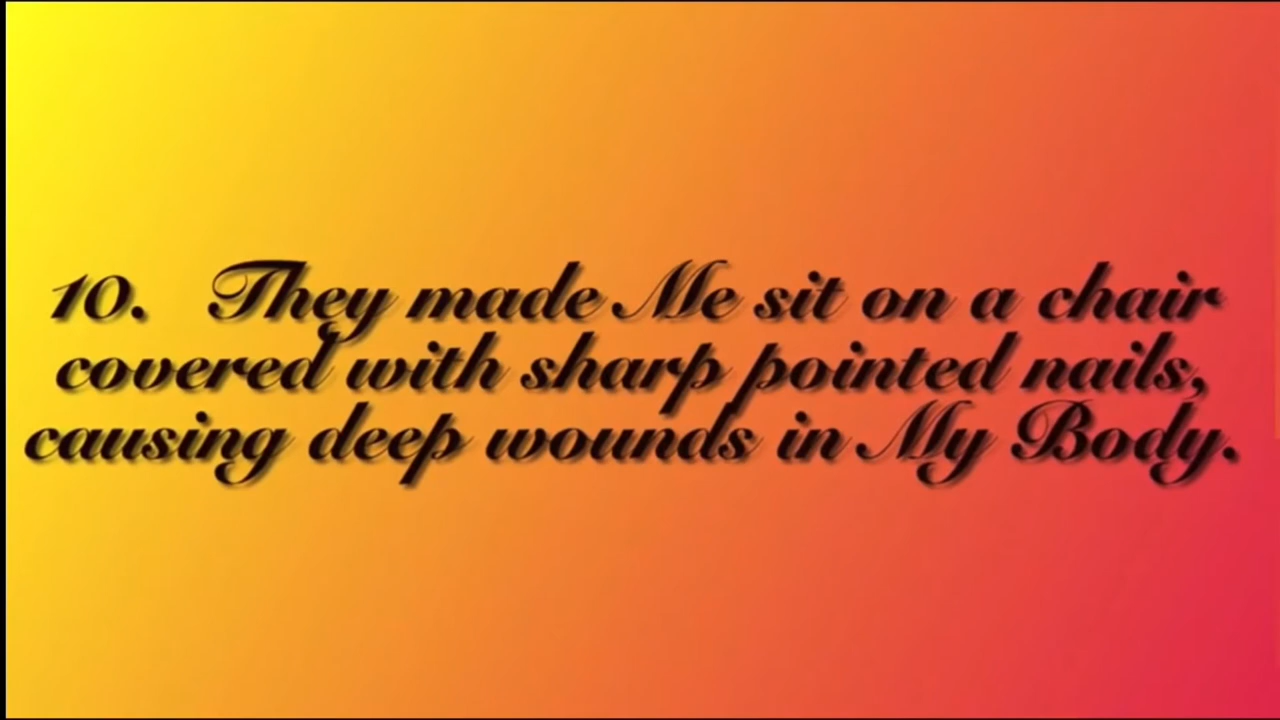 10. They made Me sit on a chair
covered with sharp pointed nails,
causing deep wounds in My Body.